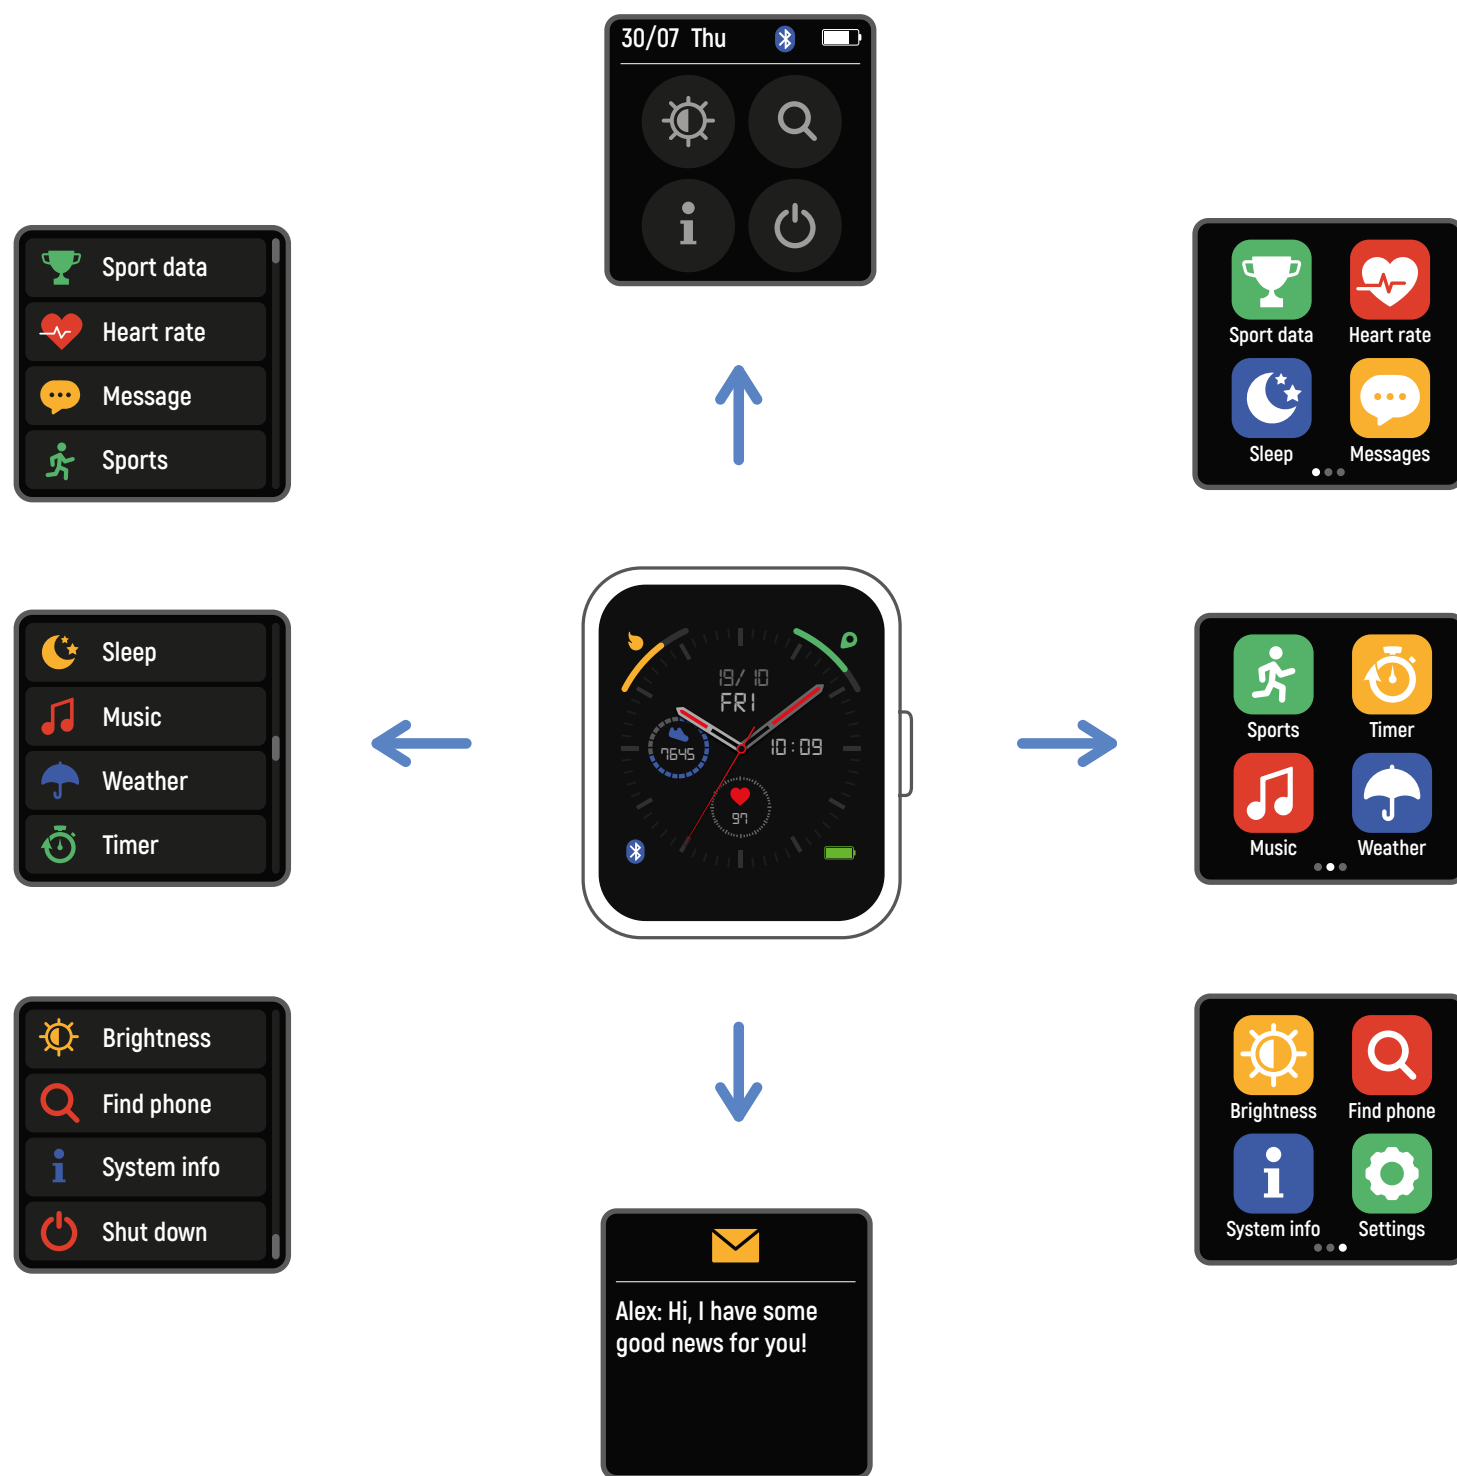 30/07 Thu
Sport data
Heart rate
Message
Sports
Sport data
Heart rate
Sleep
Messages
19/10
FRI
10:09
7645
97
Sleep
Music
Weather
Timer
Sports
Timer
Music
Weather
Brightness
Find phone
System info
Shut down
Brightness
Find phone
System info
Settings
Alex: Hi, I have some
good news for you!